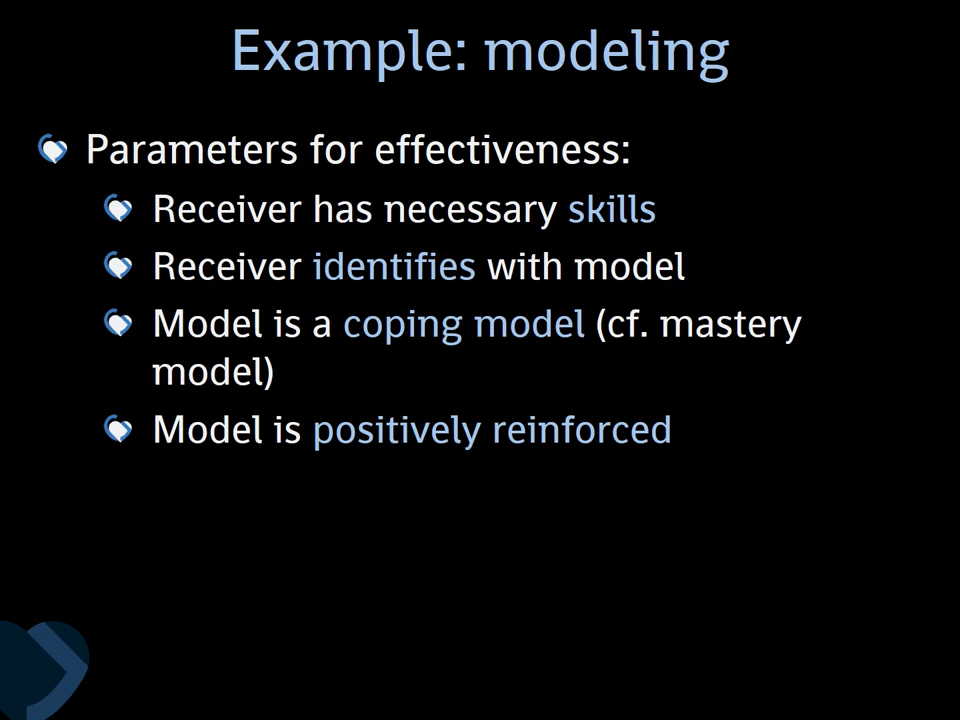 Example: modeling
Parameters for effectiveness:
Receiver has necessary skills
Receiver identifies with model
Model is a coping model (cf. mastery
model)
Model is positively reinforced